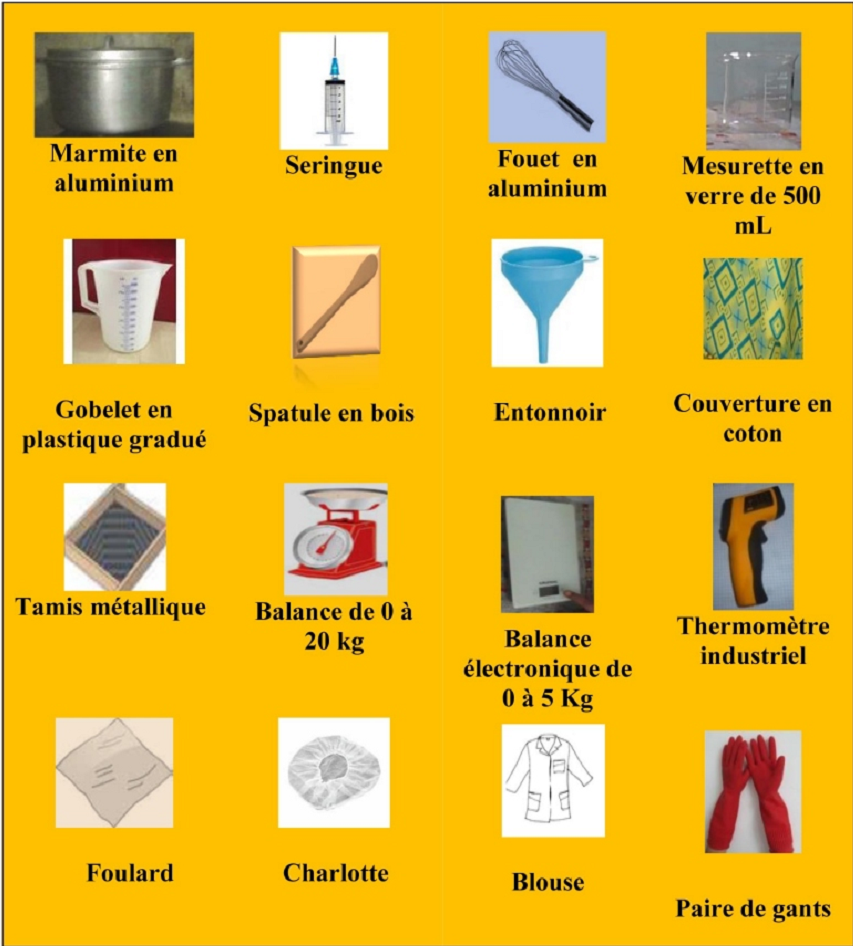 Marmite en
aluminium
Seringue
Fouet en
aluminium
Mesurette en
verre de 500
mL
Gobelet en
plastique gradué
Spatule en bois
Entonnoir
Couverture en
coton
Tamis métallique
Balance de 0 à
20 kg
Balance
électronique de
0 à 5 Kg
Thermomètre
industriel
Foulard
Charlotte
Blouse
Paire de gants